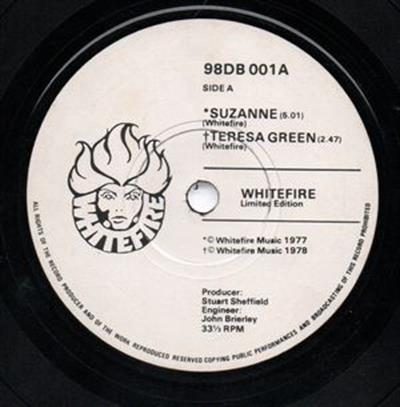 98DB 001A
SIDE A
*SUZANNE (5.01)
(Whitefire)
†TERESA GREEN (2.47)
(Whitefire)
WHITEFIRE
WHITEFIRE
Limited Edition
*© Whitefire Music 1977
†© Whitefire Music 1978
Producer:
Stuart Sheffield
Engineer:
John Brierley
33⅓ RPM
ALL RIGHTS OF THE RECORD PRODUCER AND OF THE WORK REPRODUCED RESERVED COPYING PUBLIC PERFORMANCES AND BROADCASTING OF THIS RECORD PROHIBITED